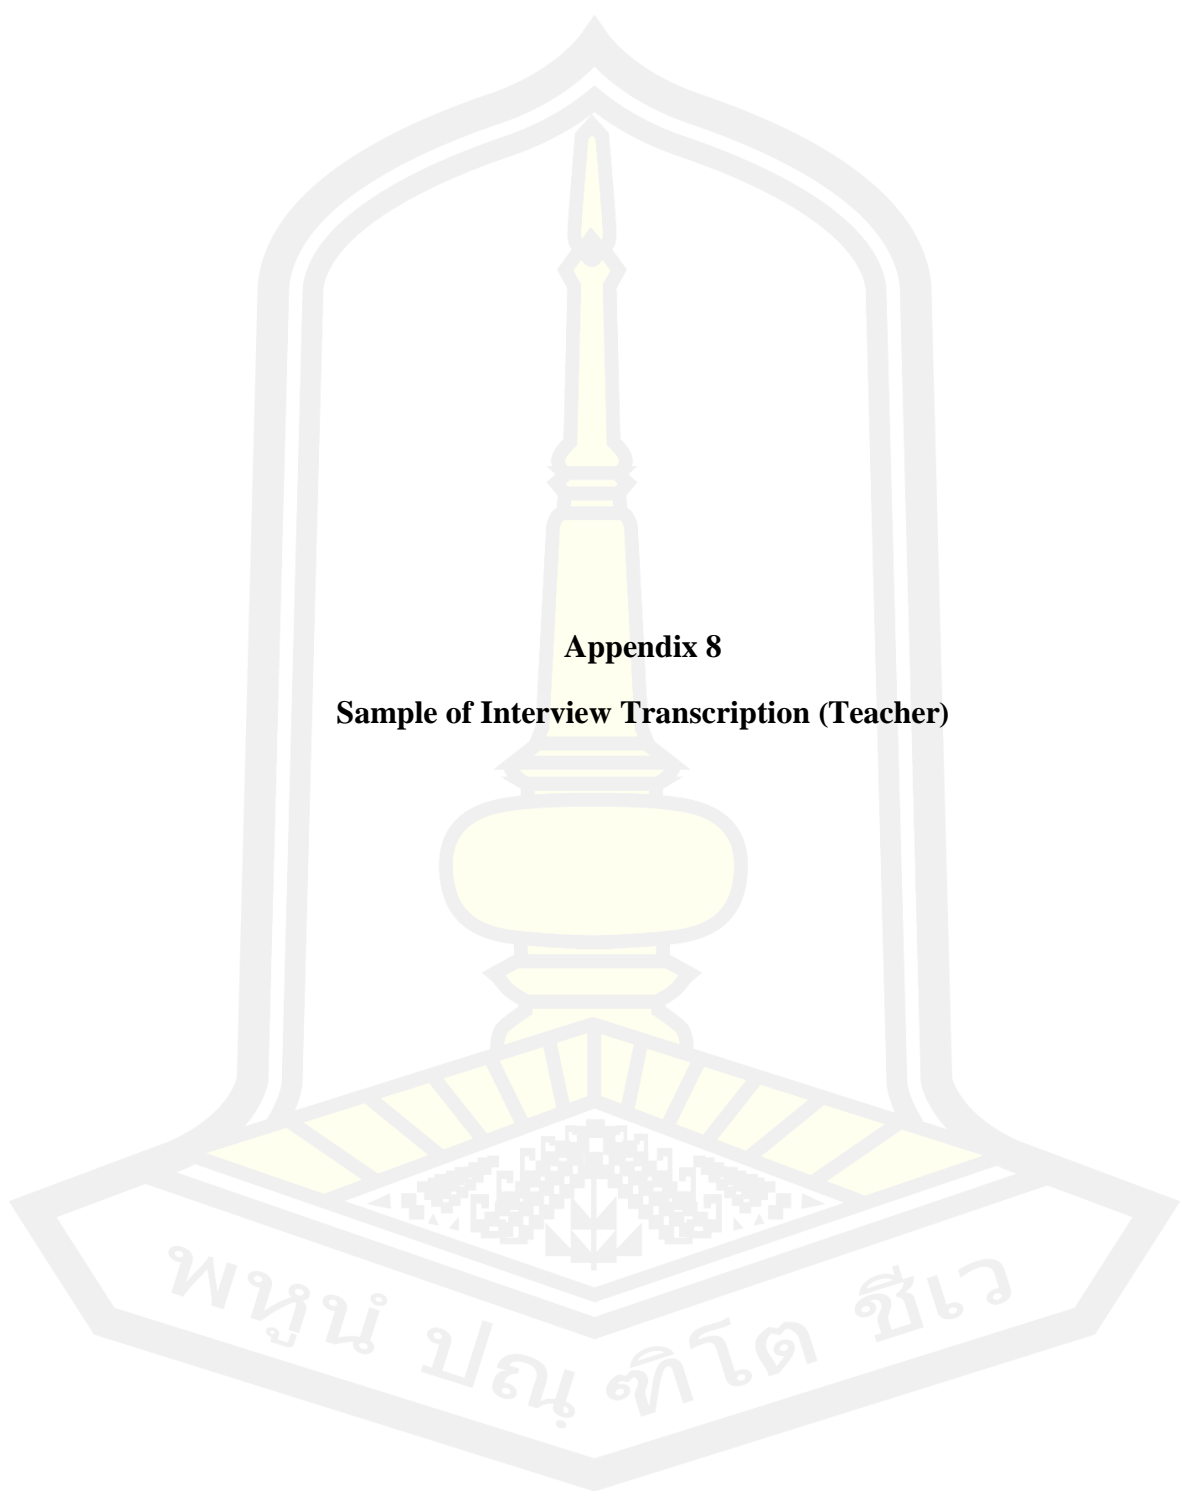 Appendix 8
Sample of Interview Transcription (Teacher)
พหูนํ ปณฺฑิโต ชีเว